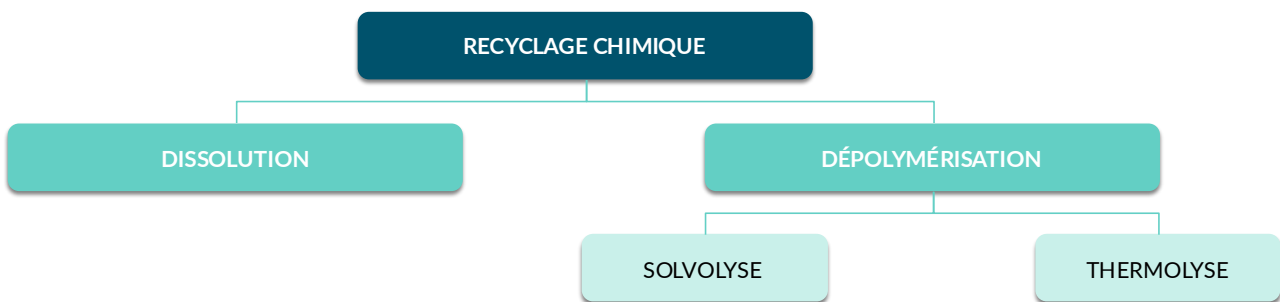 RECYCLAGE CHIMIQUE
DISSOLUTION
DÉPOLYMÉRISATION
SOLVOLYSE
THERMOLYSE